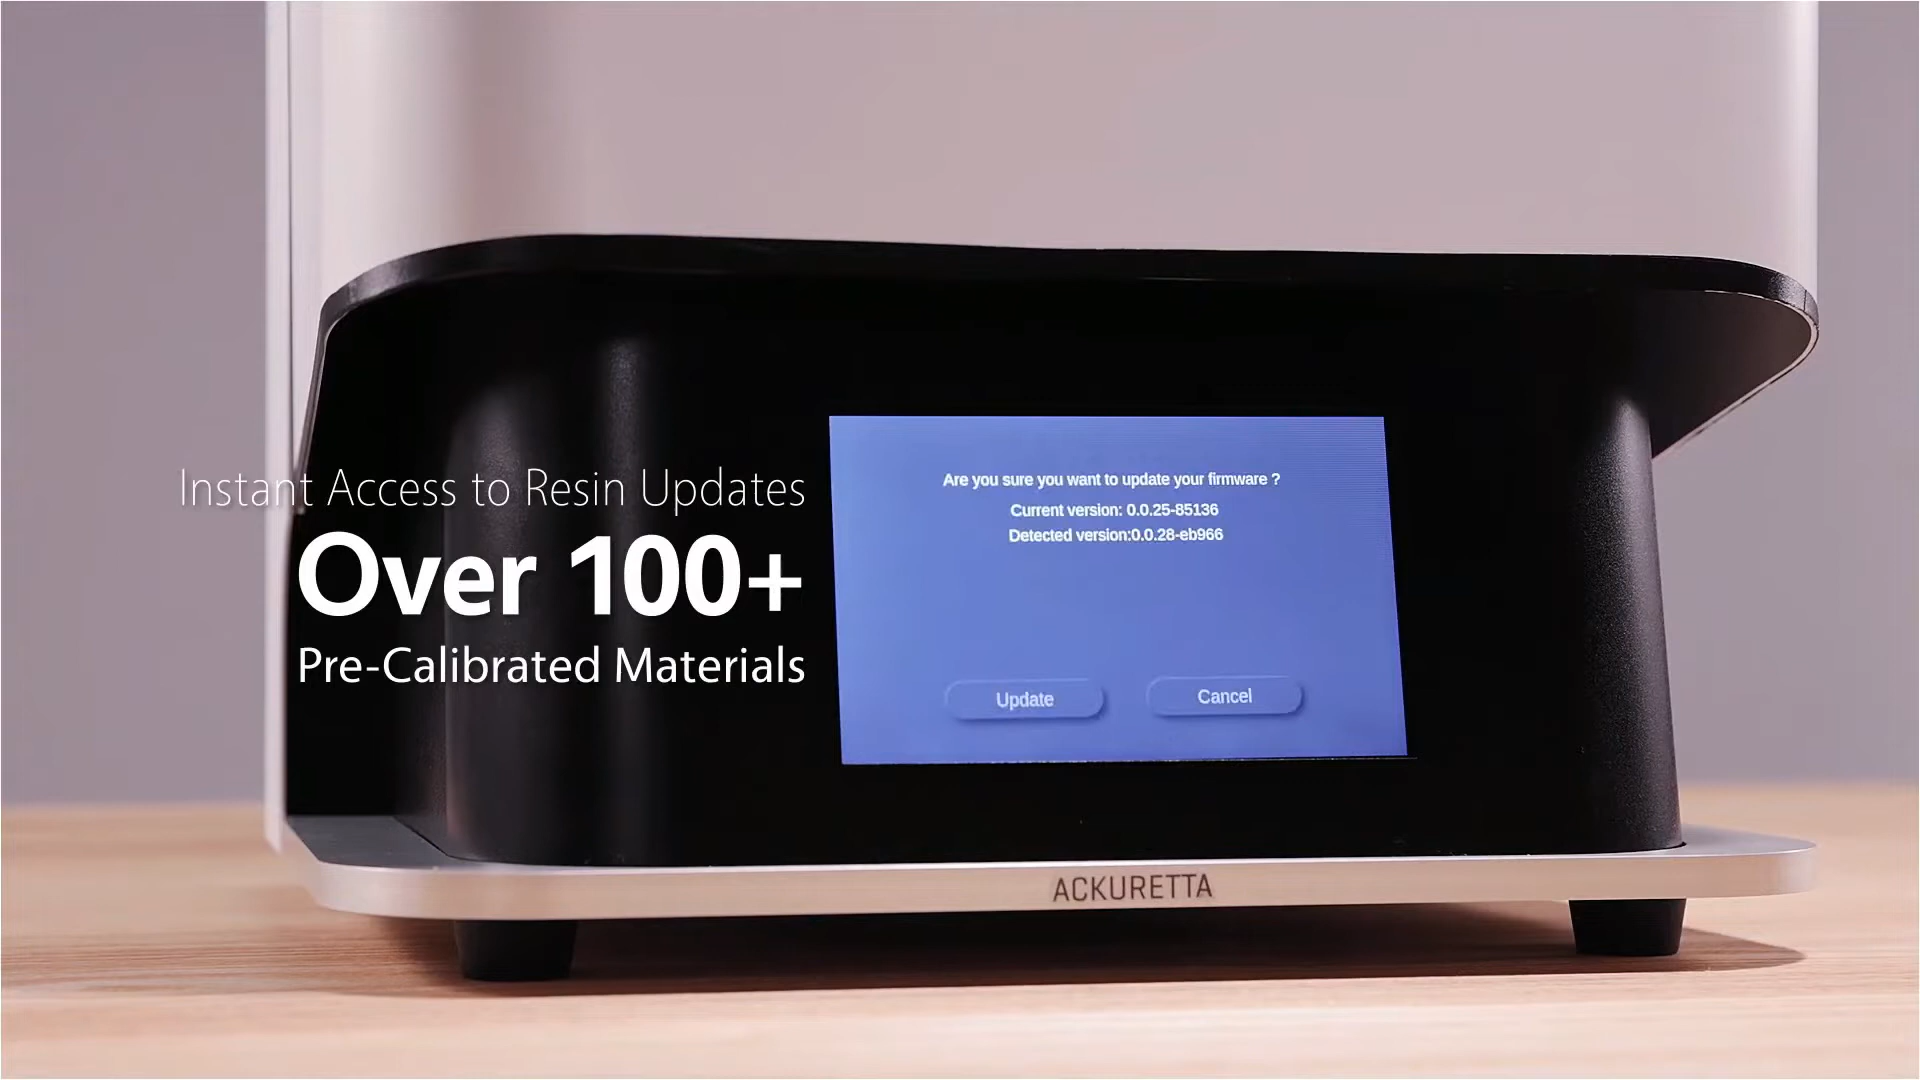 Instant Access to Resin Updates
Over 100+
Pre-Calibrated Materials
Are you sure you want to update your firmware ?
Current version: 0.0.25-85136
Detected version:0.0.28-eb966
Update
Cancel
ACKURETTA